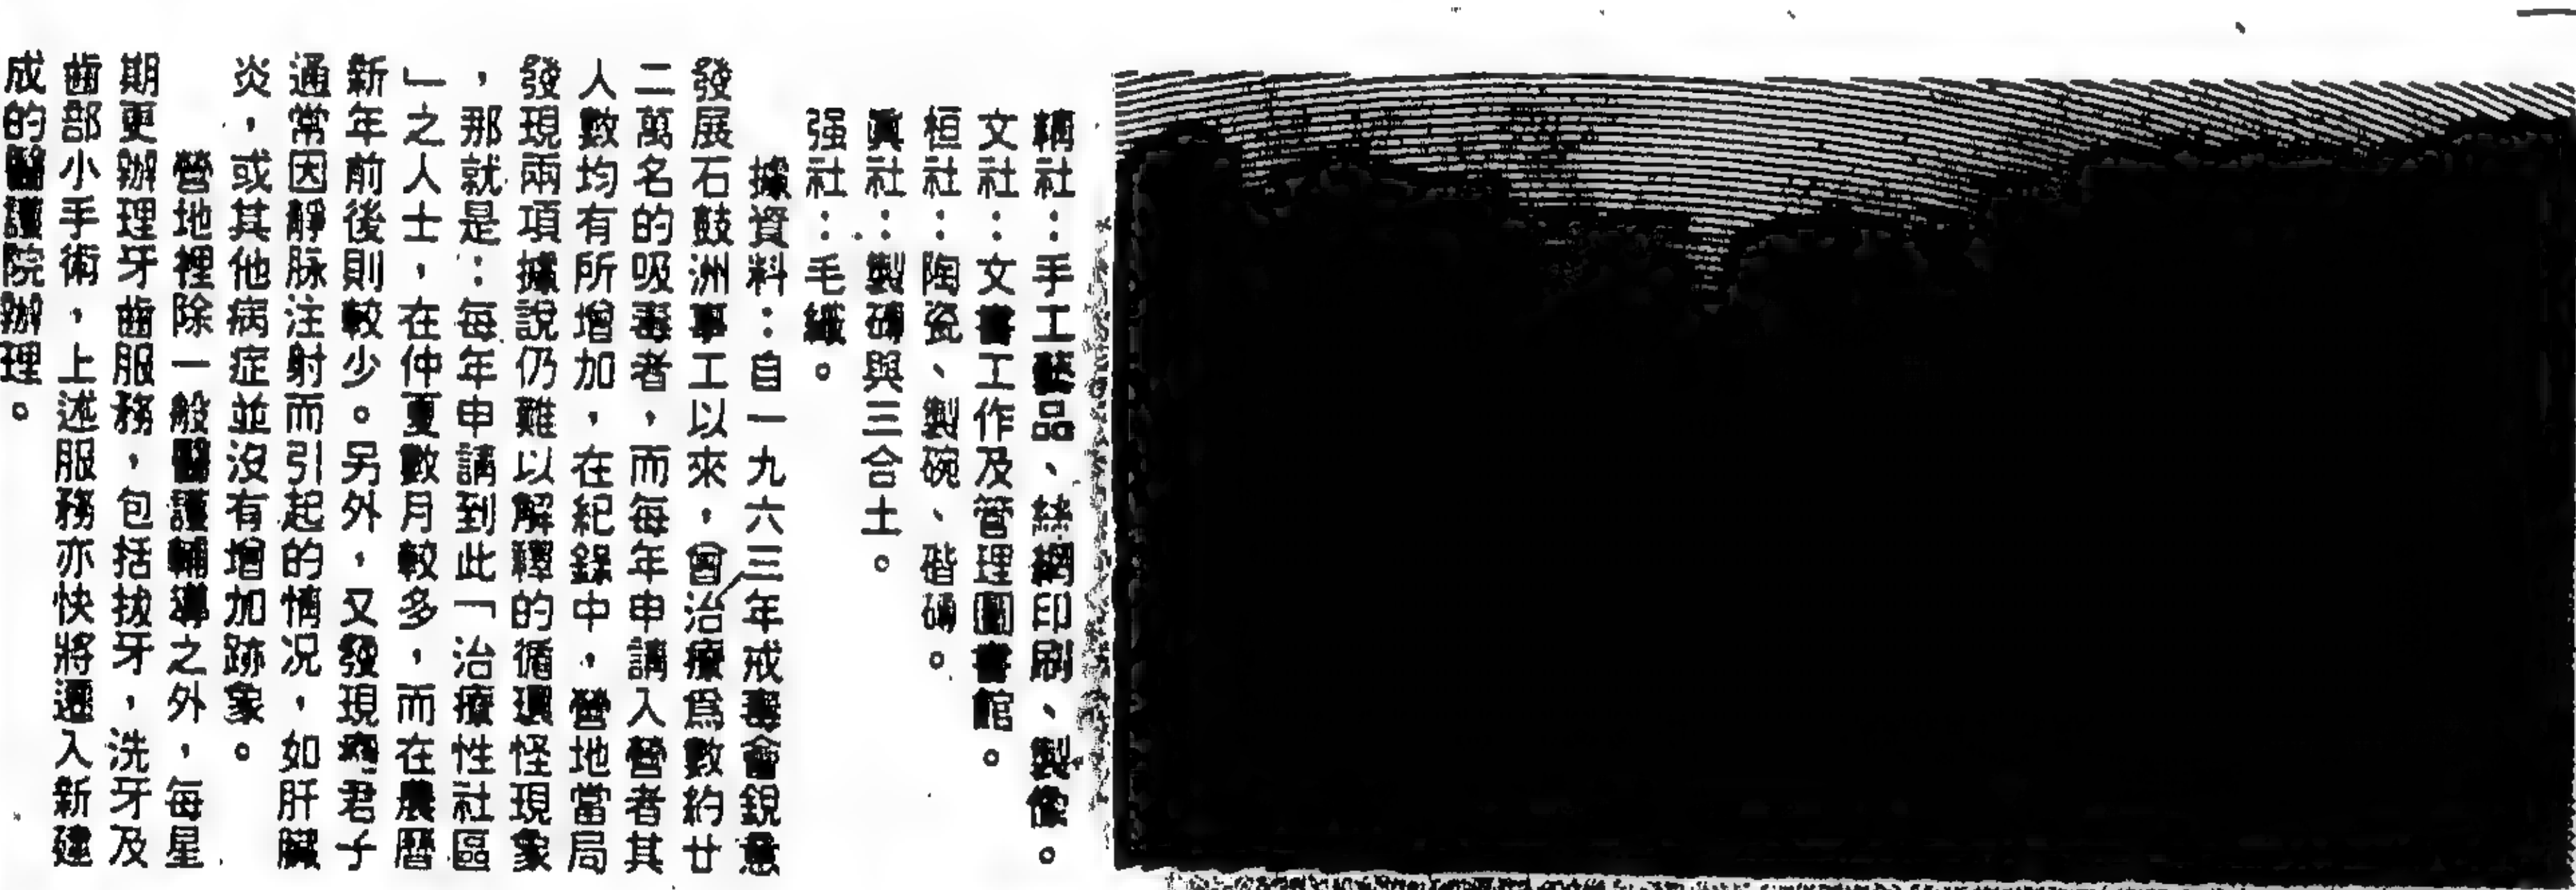 精社：手工藝品、絲網印刷、製像。
文社：文書工作及管理圖書館。
桓社：陶瓷、製碗、磚。
眞社：製磚與三合土。
强社：毛織。
據資料：自一九六三年戒毒會銳意
發展石鼓洲事工以來，曾治療爲數約廿
二萬名的吸毒者，而每年申請入營者其
人數均有所增加，在紀錄中，營地當局
發現兩項據說仍難以解釋的循環怪現象
，那就是：每年申請到此「治療性社區
」之人士，在仲夏數月較多，而在農曆
新年前後則較少。另外，又發現癮君子
通常因靜脉注射而引起的情况，如肝臟
炎，或其他病症並沒有增加跡象。
營地裡除一般醫護輔導之外，每星
期更辦理牙齒服務，包括拔牙，洗牙及
齒部小手術，上述服務亦快將遷入新建
成的醫護院辦理。